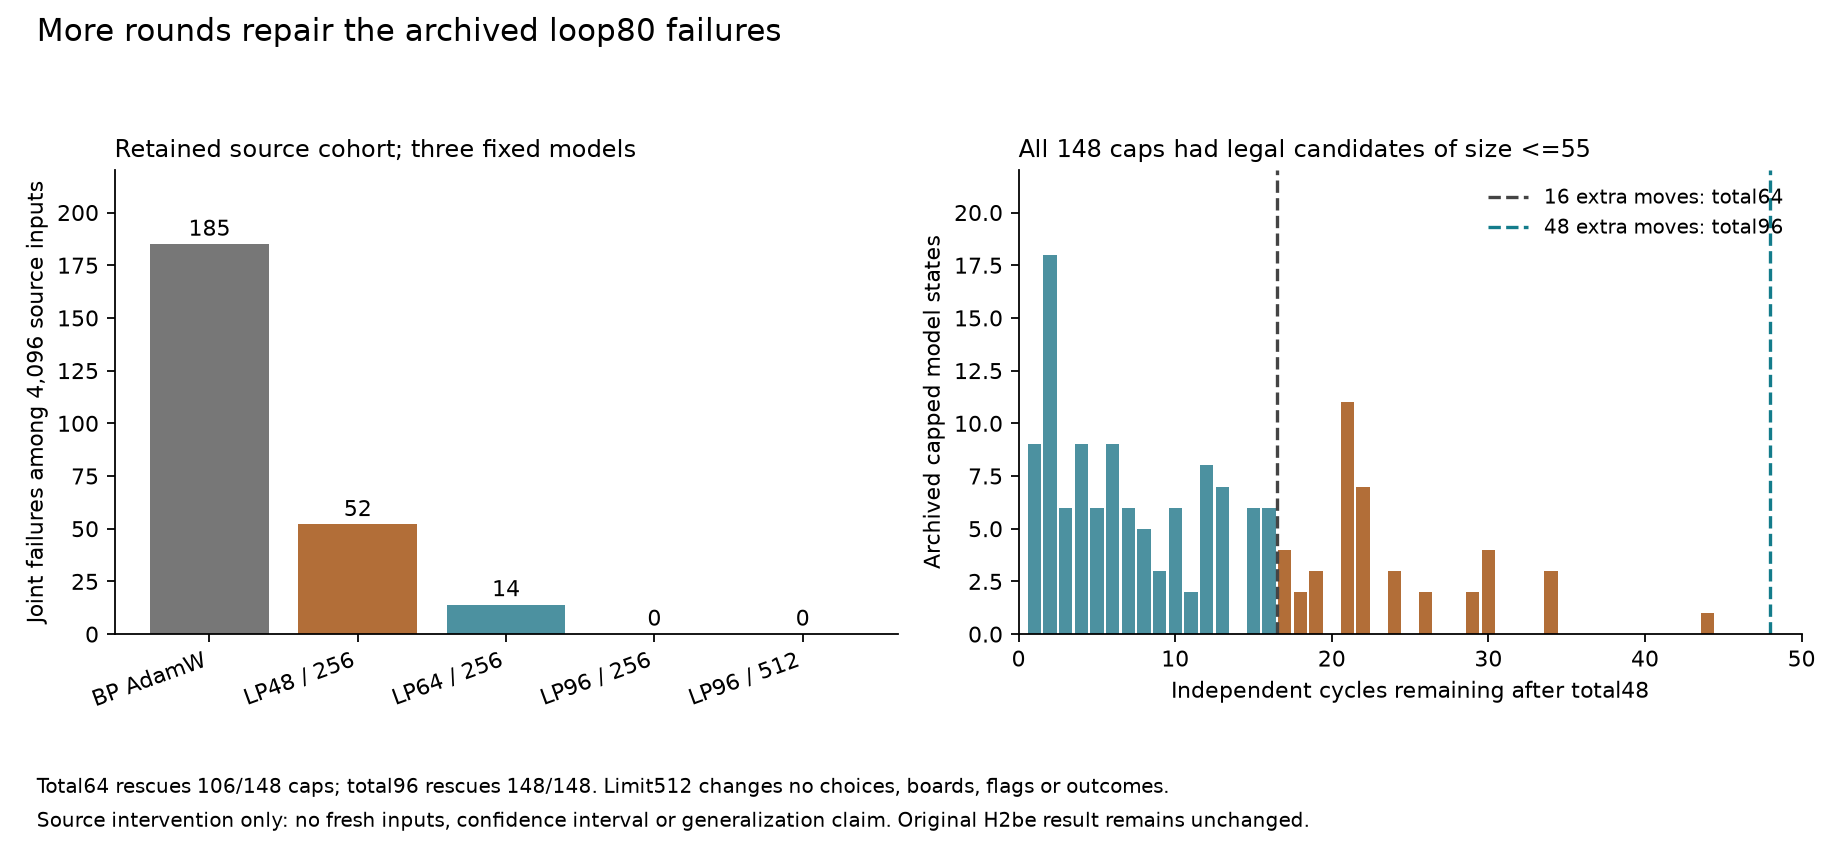 More rounds repair the archived loop80 failures
Retained source cohort; three fixed models
Joint failures among 4,096 source inputs
200
175
150
125
100
75
50
25
0
185
52
14
0
0
BP AdamW
LP48 / 256
LP64 / 256
LP96 / 256
LP96 / 512
All 148 caps had legal candidates of size <=55
Archived capped model states
20.0
17.5
15.0
12.5
10.0
7.5
5.0
2.5
0.0
16 extra moves: total64
48 extra moves: total96
0
10
20
30
40
50
Independent cycles remaining after total48
Total64 rescues 106/148 caps; total96 rescues 148/148. Limit512 changes no choices, boards, flags or outcomes.
Source intervention only: no fresh inputs, confidence interval or generalization claim. Original H2be result remains unchanged.